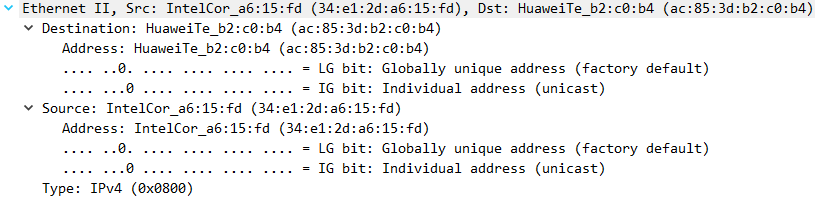 Ethernet II, Src: IntelCor_a6:15:fd (34:e1:2d:a6:15:fd), Dst: HuaweiTe_b2:c0:b4 (ac:85:3d:b2:c0:b4)
Destination: HuaweiTe_b2:c0:b4 (ac:85:3d:b2:c0:b4)
Address: HuaweiTe_b2:c0:b4 (ac:85:3d:b2:c0:b4)
.... ..0. .... .... .... .... = LG bit: Globally unique address (factory default)
.... ...0 .... .... .... .... = IG bit: Individual address (unicast)
Source: IntelCor_a6:15:fd (34:e1:2d:a6:15:fd)
Address: IntelCor_a6:15:fd (34:e1:2d:a6:15:fd)
.... ..0. .... .... .... .... = LG bit: Globally unique address (factory default)
.... ...0 .... .... .... .... = IG bit: Individual address (unicast)
Type: IPv4 (0x0800)